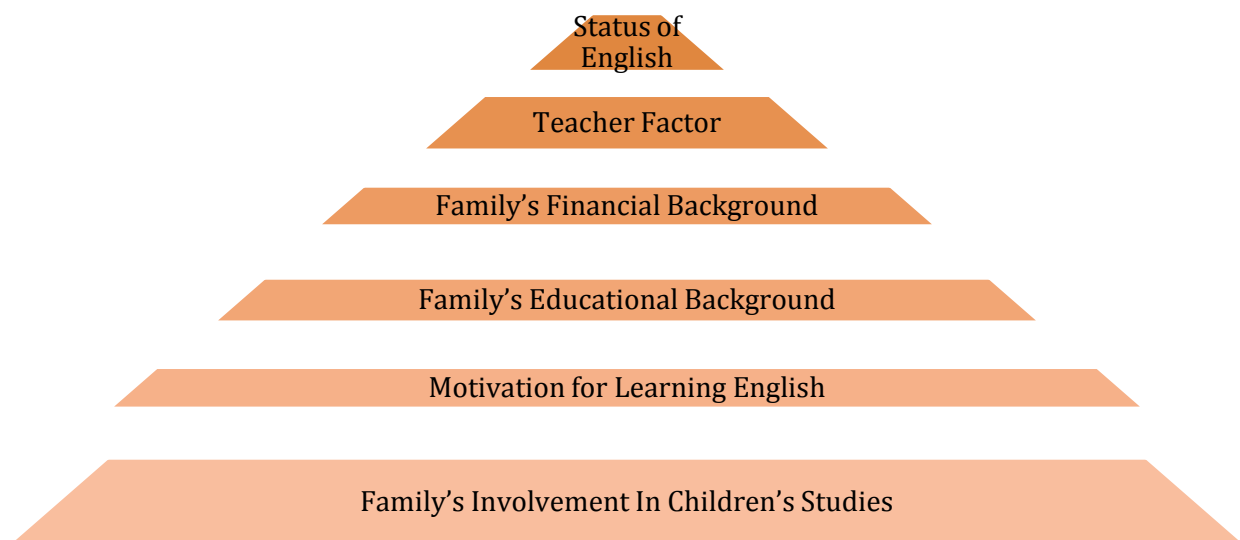 Status of
English
Teacher Factor
Family’s Financial Background
Family’s Educational Background
Motivation for Learning English
Family’s Involvement In Children’s Studies